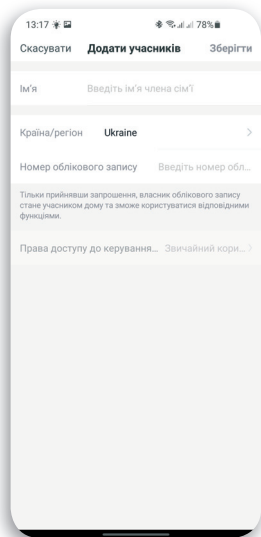 13:17 78%
Скасувати Додати учасників Зберігти
Ім'я Введіть ім'я члена сім'ї
Країна/регіон Ukraine
Номер облікового запису Введіть номер обл...
Тільки прийнявши запрошення, власник облікового запису
стане учасником дому та зможе користуватися відповідними
функціями.
Права доступу до керування... Звичайний кори...